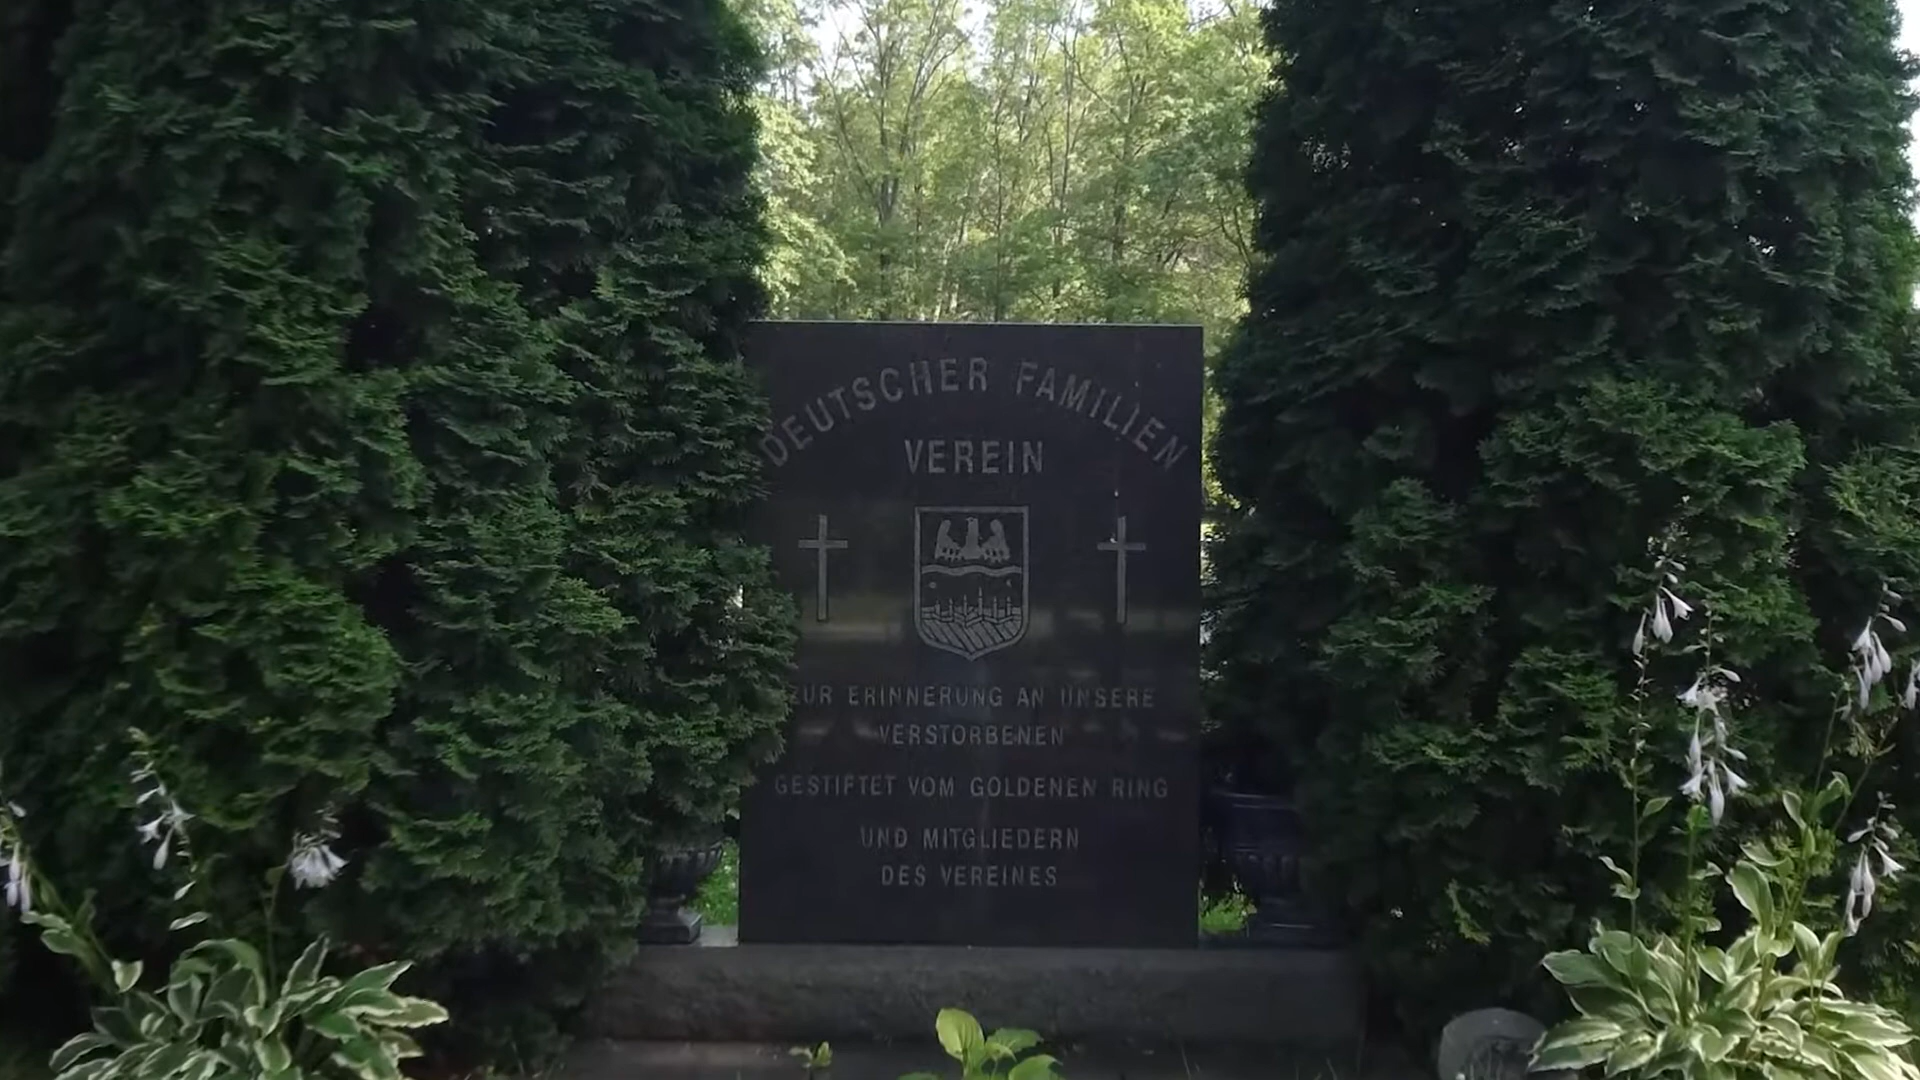 DEUTSCHER FAMILIEN
VEREIN
ZUR ERINNERUNG AN UNSERE
VERSTORBENEN
GESTIFTET VOM GOLDENEN RING
UND MITGLIEDERN
DES VEREINES